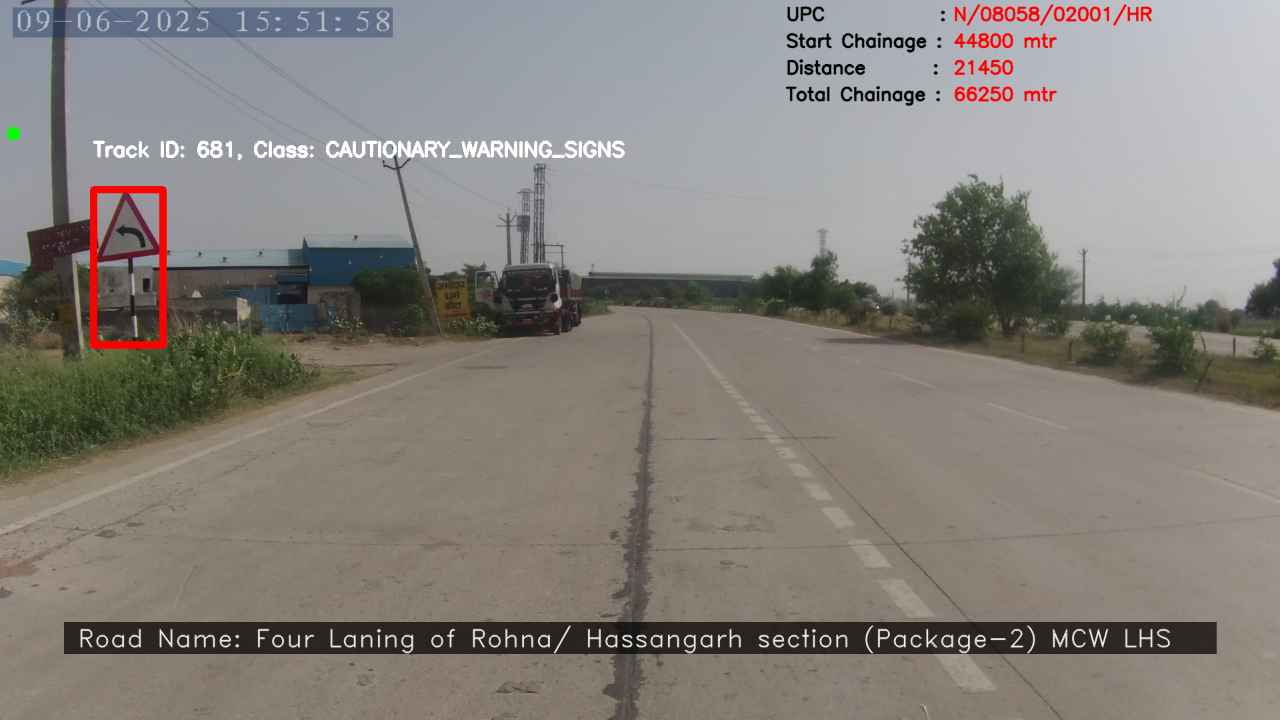 09-06-2025 15:51:58
UPC : N/08058/02001/HR
Start Chainage : 44800 mtr
Distance : 21450
Total Chainage : 66250 mtr
Track ID: 681, Class: CAUTIONARY_WARNING_SIGNS
Road Name: Four Laning of Rohna/ Hassangarh section (Package-2) MCW LHS